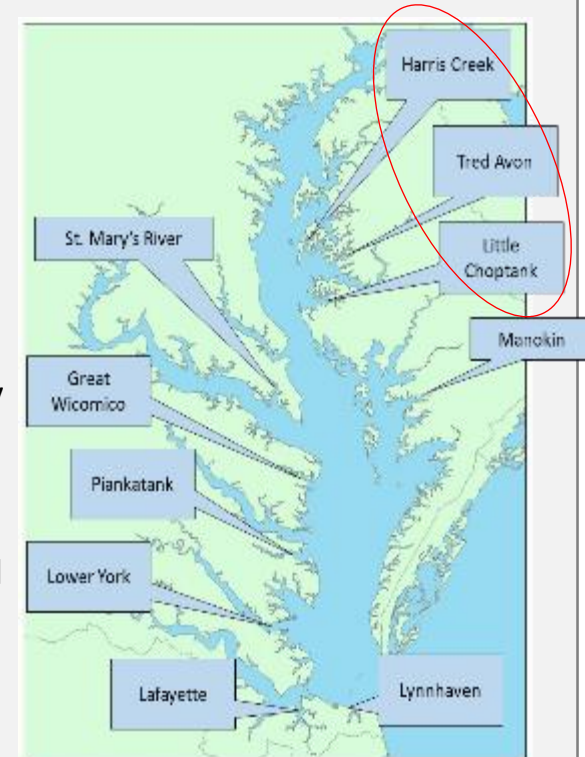 Harris Creek
Tred Avon
St. Mary's River
Little
Choptank
Manokin
Great
Wicomico
Piankatank
Lower York
Lafayette
Lynnhaven